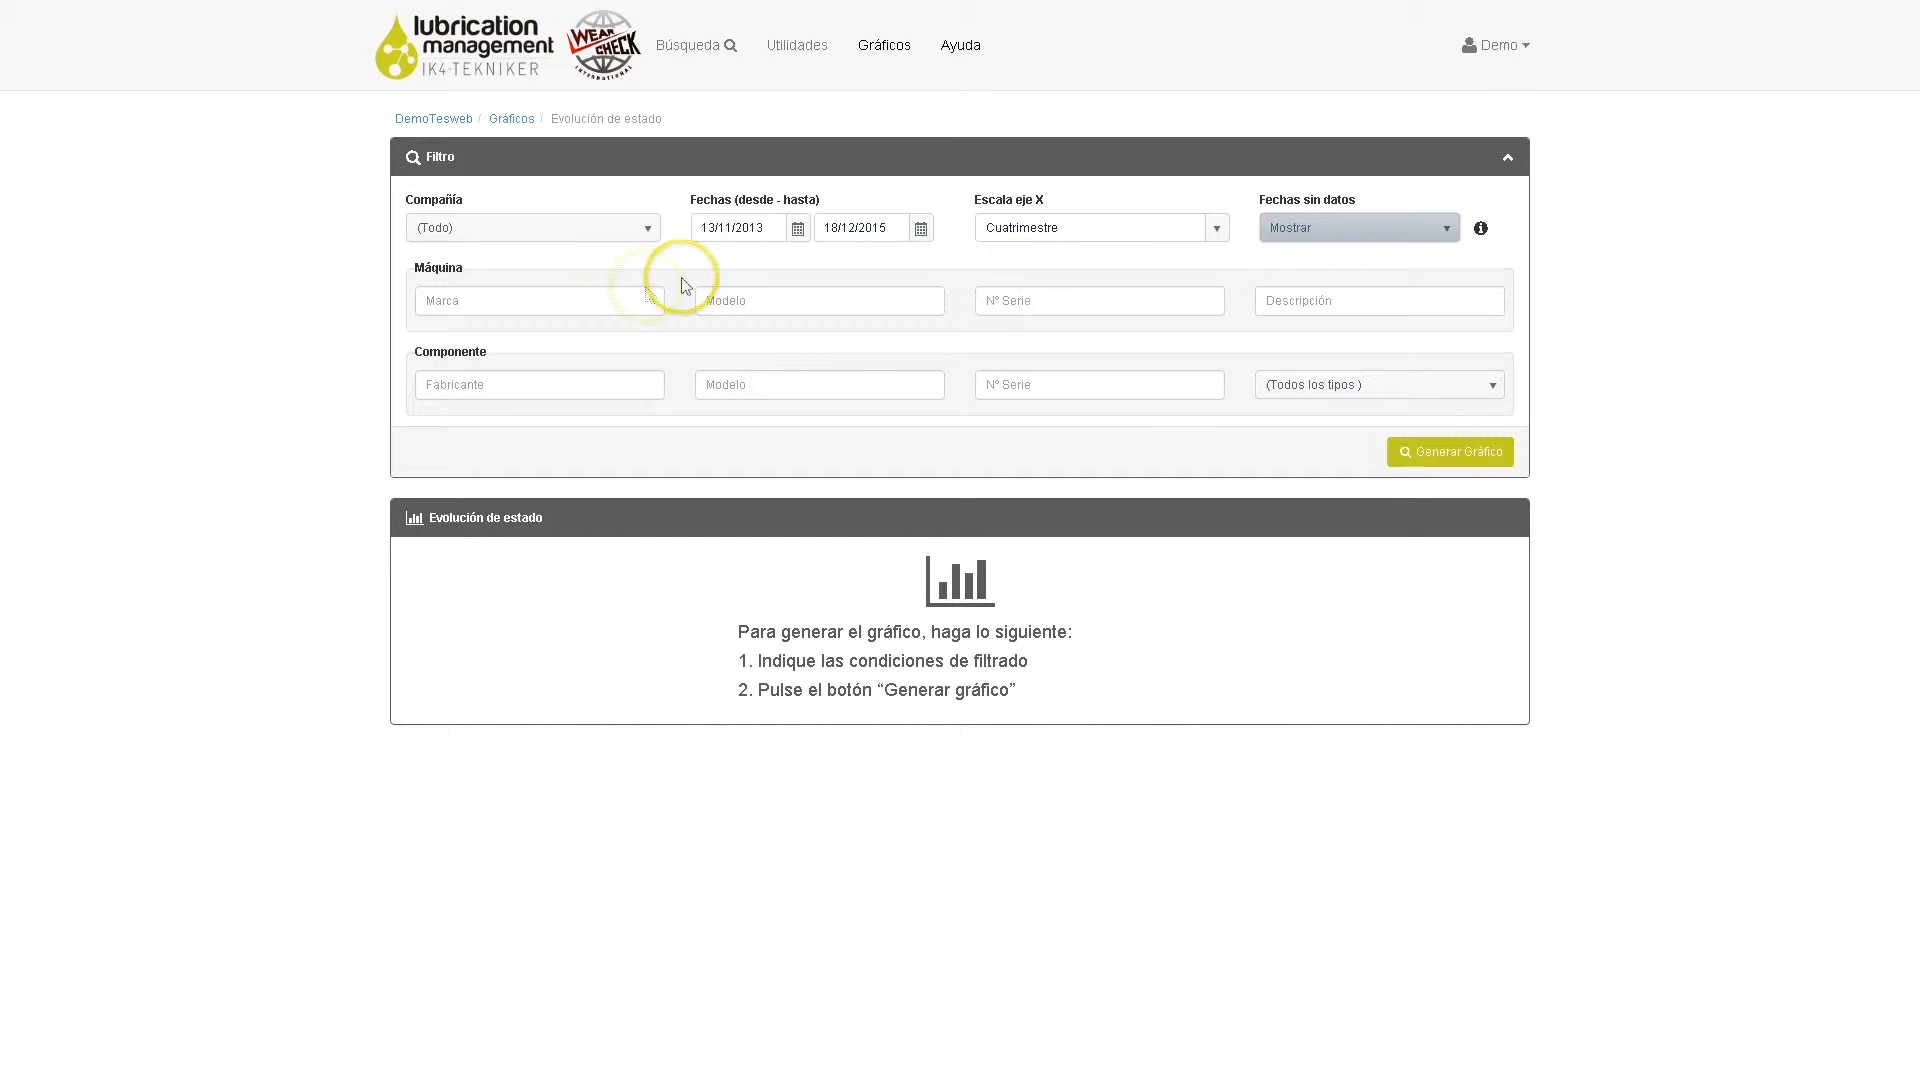 lubrication
management
IK4-TEKNIKER
WEAR CHECK
INTERNATIONAL
Búsqueda
Utilidades
Gráficos
Ayuda
Demo
DemoTesweb / Gráficos / Evolución de estado
Filtro
Compañía
Fechas (desde - hasta)
Escala eje X
Fechas sin datos
(Todo)
13/11/2013
18/12/2015
Cuatrimestre
Mostrar
Máquina
Marca
Modelo
Nº Serie
Descripción
Componente
Fabricante
Modelo
Nº Serie
(Todos los tipos )
Generar Gráfico
Evolución de estado
Para generar el gráfico, haga lo siguiente:
1. Indique las condiciones de filtrado
2. Pulse el botón “Generar gráfico”